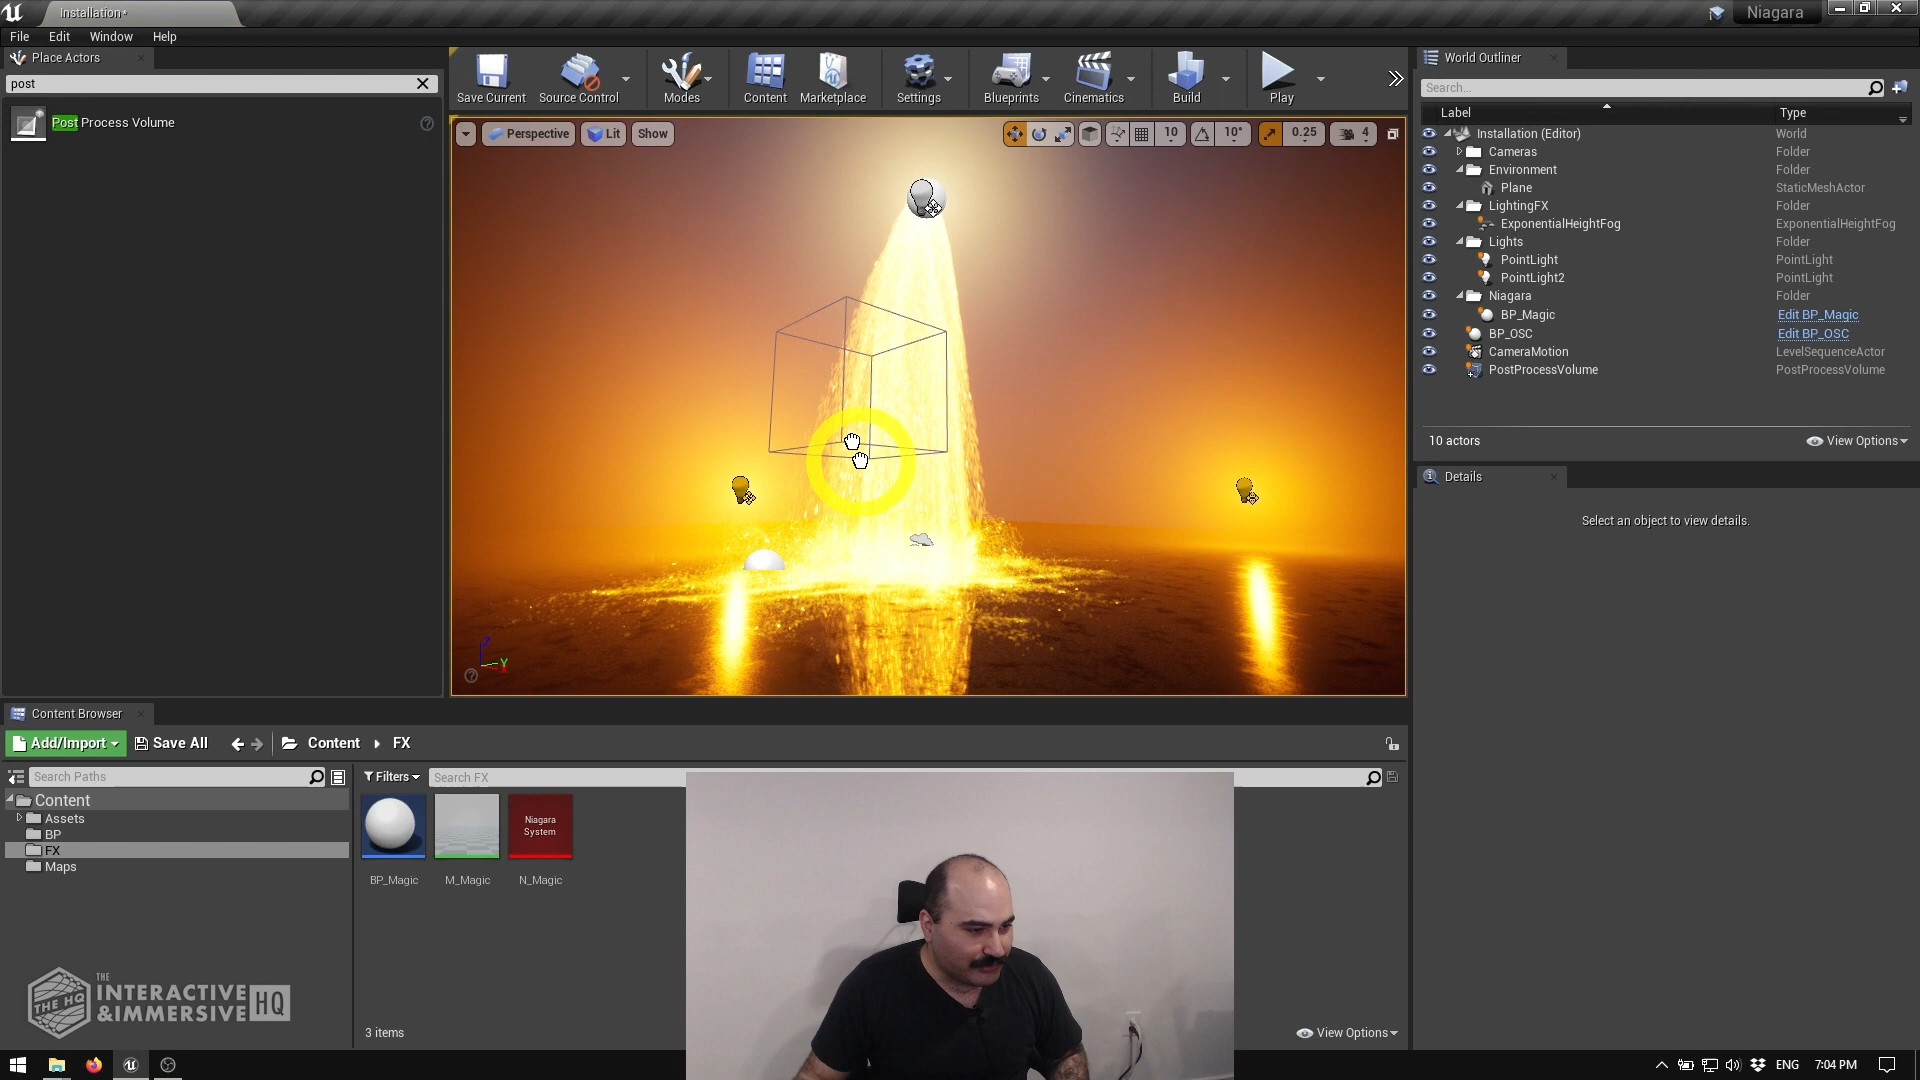 Installation*
Niagara
File Edit Window Help
Place Actors
post
Post Process Volume
Save Current
Source Control
Modes
Content
Marketplace
Settings
Blueprints
Cinematics
Build
Play
Perspective
Lit
Show
10
10°
0.25
4
Z
Y
World Outliner
Search...
Label Type
Installation (Editor) World
Cameras Folder
Environment Folder
Plane StaticMeshActor
LightingFX Folder
ExponentialHeightFog ExponentialHeightFog
Lights Folder
PointLight PointLight
PointLight2 PointLight
Niagara Folder
BP_Magic Edit BP_Magic
BP_OSC Edit BP_OSC
CameraMotion LevelSequenceActor
PostProcessVolume PostProcessVolume
10 actors
View Options
Details
Select an object to view details.
Content Browser
Add/Import
Save All
Content
FX
Search Paths
Filters
Search FX
Content
Assets
BP
FX
Maps
Niagara
System
BP_Magic
M_Magic
N_Magic
3 items
View Options
THE HQ
THE
INTERACTIVE
&IMMERSIVE
HQ
ENG
7:04 PM